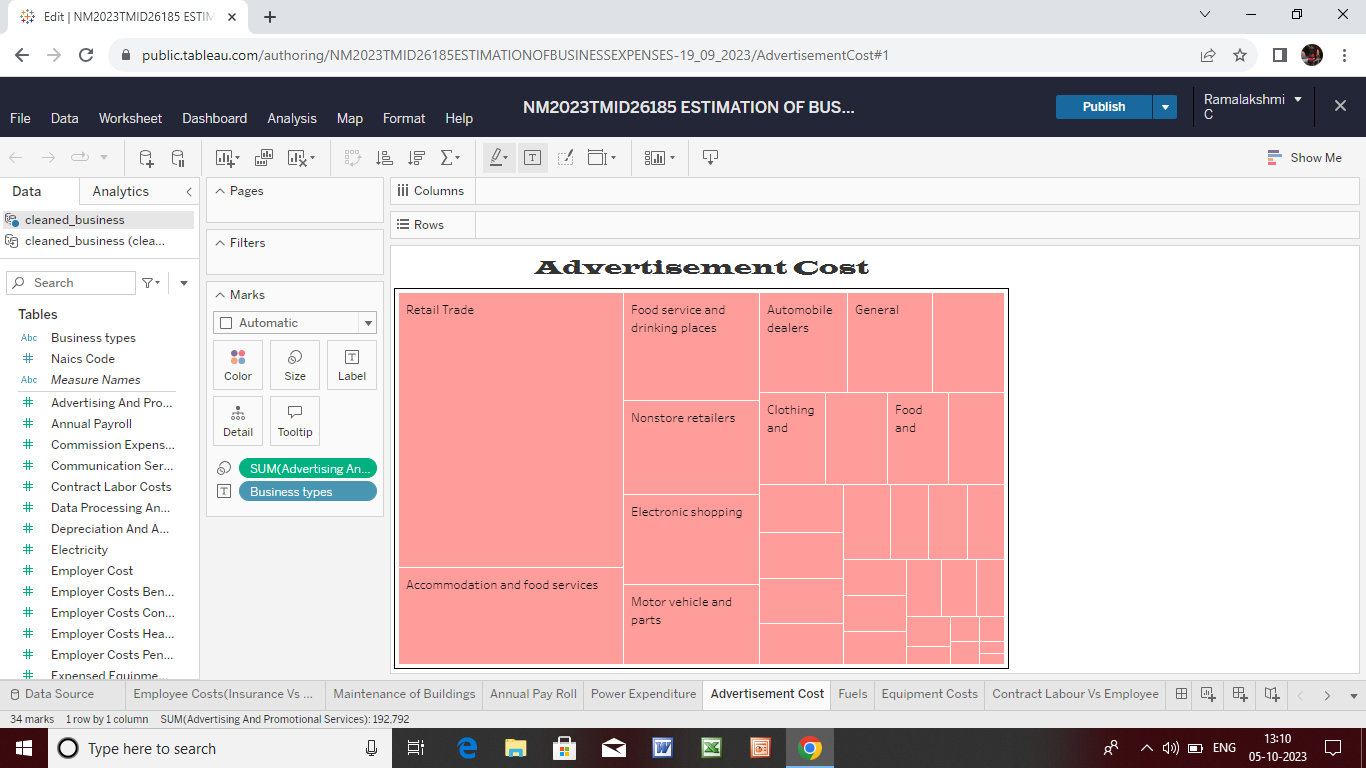 Edit | NM2023TMID26185 ESTIM
public.tableau.com/authoring/NM2023TMID26185ESTIMATIONOFBUSINESSEXPENSES-19_09_2023/AdvertisementCost#1
NM2023TMID26185 ESTIMATION OF BUS...
Publish
Ramalakshmi C
File Data Worksheet Dashboard Analysis Map Format Help
Show Me
Data Analytics
cleaned_business
cleaned_business (clea...
Search
Tables
Abc Business types
Naics Code
Abc Measure Names
Advertising And Pro...
Annual Payroll
Commission Expens...
Communication Ser...
Contract Labor Costs
Data Processing An...
Depreciation And A...
Electricity
Employer Cost
Employer Costs Ben...
Employer Costs Con...
Employer Costs Hea...
Employer Costs Pen...
Expensed Equipme...
Pages
Filters
Marks
Automatic
Color Size Label
Detail Tooltip
SUM(Advertising An...
Business types
Columns
Rows
Advertisement Cost
Retail Trade
Accommodation and food services
Food service and
drinking places
Nonstore retailers
Electronic shopping
Motor vehicle and
parts
Automobile
dealers
General
Clothing
and
Food
and
Data Source Employee Costs(Insurance Vs ... Maintenance of Buildings Annual Pay Roll Power Expenditure Advertisement Cost Fuels Equipment Costs Contract Labour Vs Employee
34 marks 1 row by 1 column SUM(Advertising And Promotional Services): 192,792
Type here to search
ENG
13:10
05-10-2023